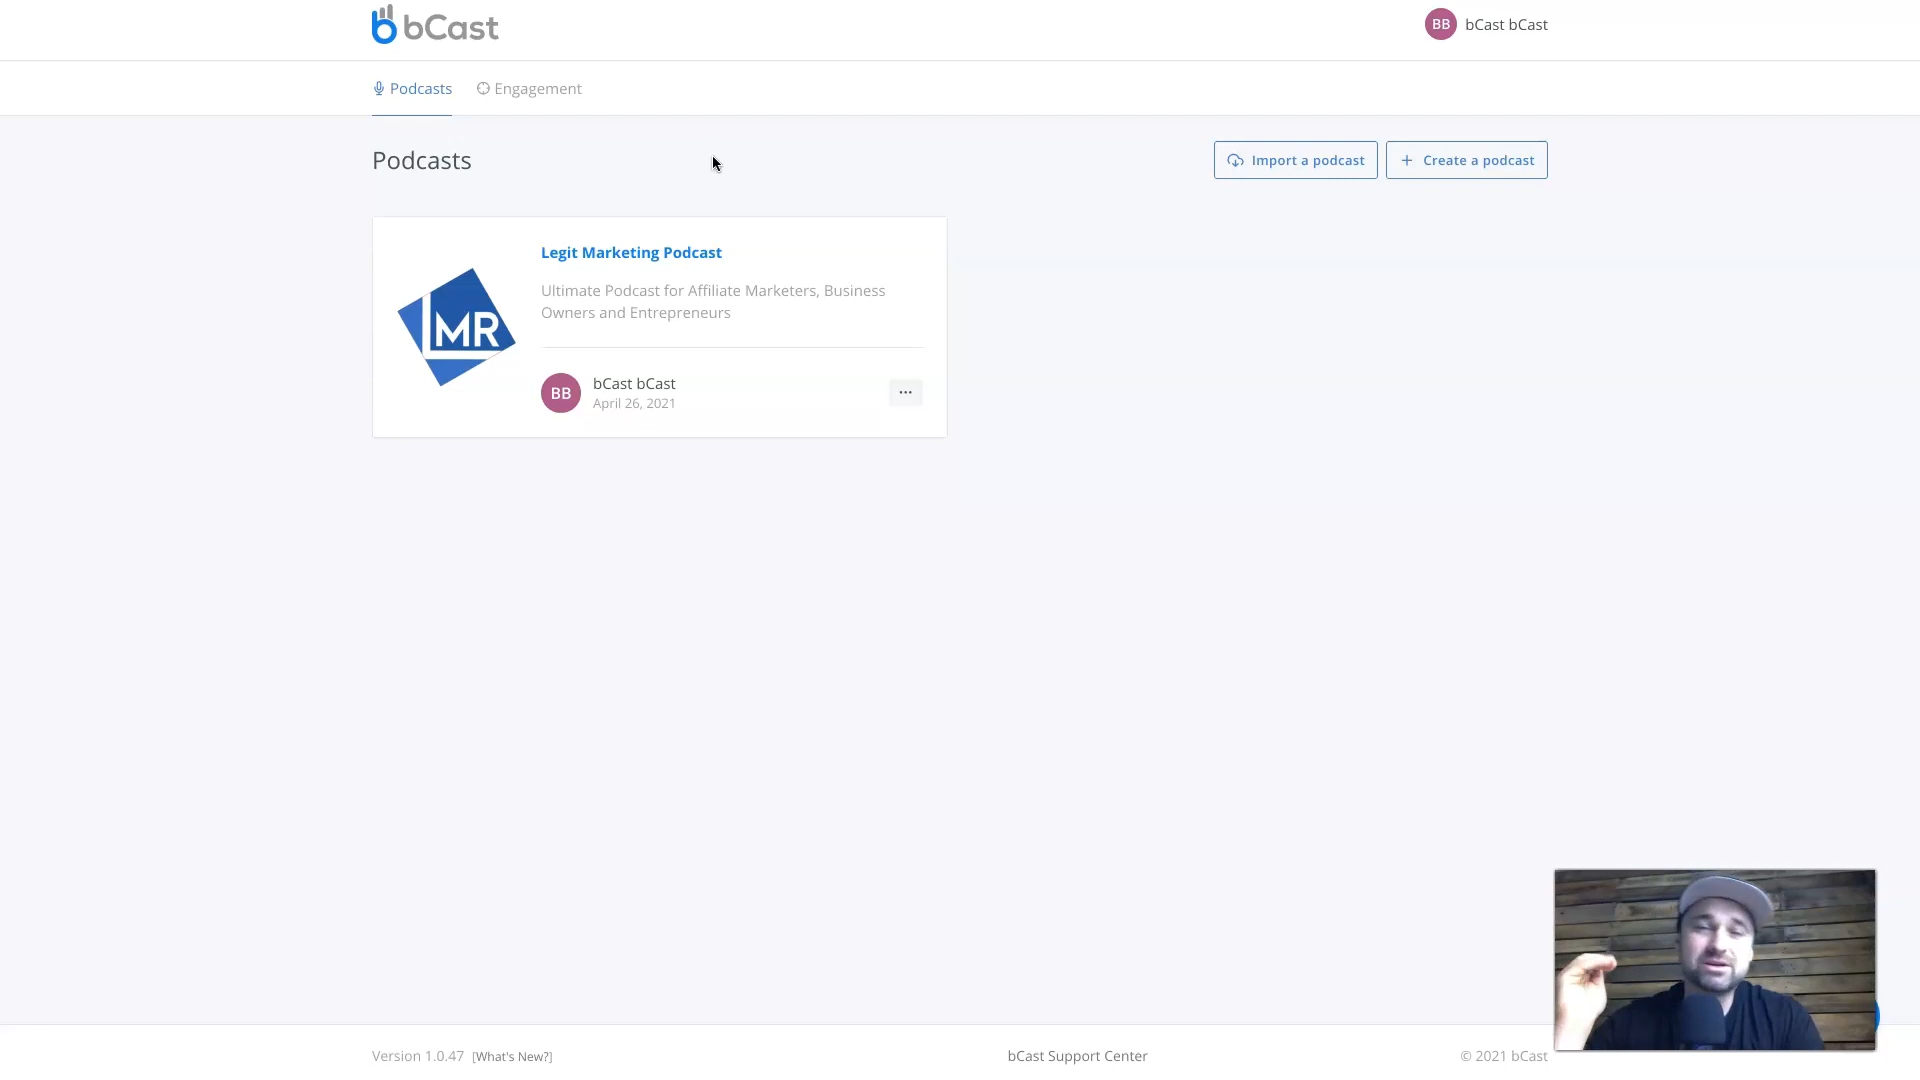 bCast
BB bCast bCast
Podcasts Engagement
Podcasts
Import a podcast
Create a podcast
Legit Marketing Podcast
Ultimate Podcast for Affiliate Marketers, Business
Owners and Entrepreneurs
MR
BB
bCast bCast
April 26, 2021
Version 1.0.47 [What's New?]
bCast Support Center
© 2021 bCast